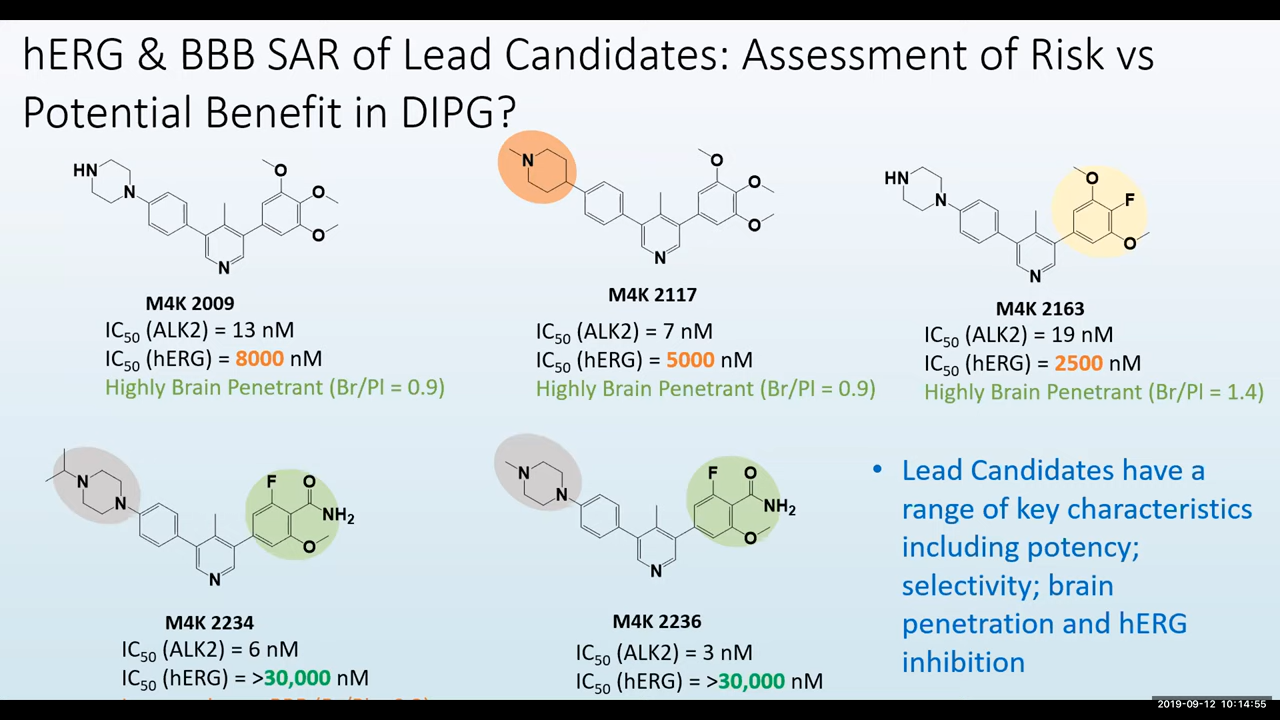 hERG & BBB SAR of Lead Candidates: Assessment of Risk vs
Potential Benefit in DIPG?
HN
N
O
O
O
N
M4K 2009
IC50 (ALK2) = 13 nM
IC50 (hERG) = 8000 nM
Highly Brain Penetrant (Br/Pl = 0.9)
N
O
O
O
N
M4K 2117
IC50 (ALK2) = 7 nM
IC50 (hERG) = 5000 nM
Highly Brain Penetrant (Br/Pl = 0.9)
HN
N
O
F
O
N
M4K 2163
IC50 (ALK2) = 19 nM
IC50 (hERG) = 2500 nM
Highly Brain Penetrant (Br/Pl = 1.4)
N
N
F
O
NH2
O
N
M4K 2234
IC50 (ALK2) = 6 nM
IC50 (hERG) = >30,000 nM
N
N
F
O
NH2
O
N
M4K 2236
IC50 (ALK2) = 3 nM
IC50 (hERG) = >30,000 nM
• Lead Candidates have a
range of key characteristics
including potency;
selectivity; brain
penetration and hERG
inhibition
2019-09-12 10:14:55